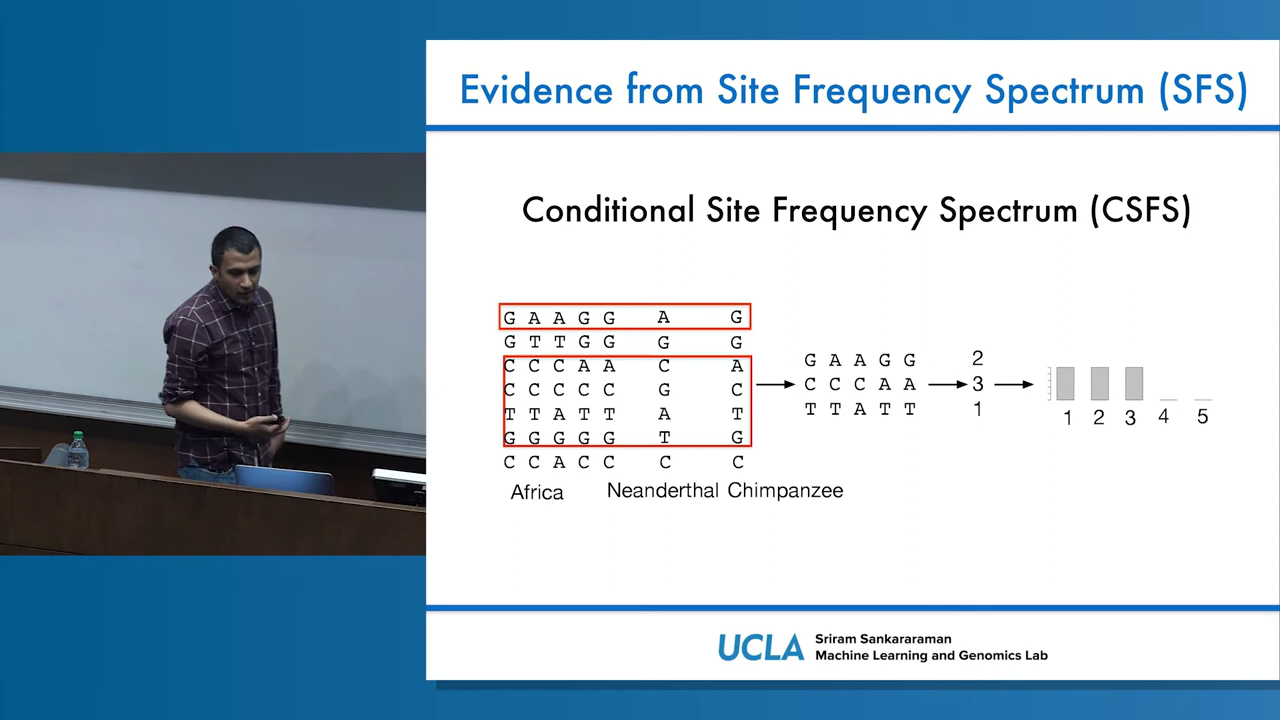 Evidence from Site Frequency Spectrum (SFS)
Conditional Site Frequency Spectrum (CSFS)
G A A G G A G
G T T G G G G
C C C A A C A
C C C C C G C
T T A T T A T
G G G G G T G
C C A C C C C
Africa Neanderthal Chimpanzee
G A A G G 2
C C C A A 3
T T A T T 1
1 2 3 4 5
UCLA
Sriram Sankararaman
Machine Learning and Genomics Lab